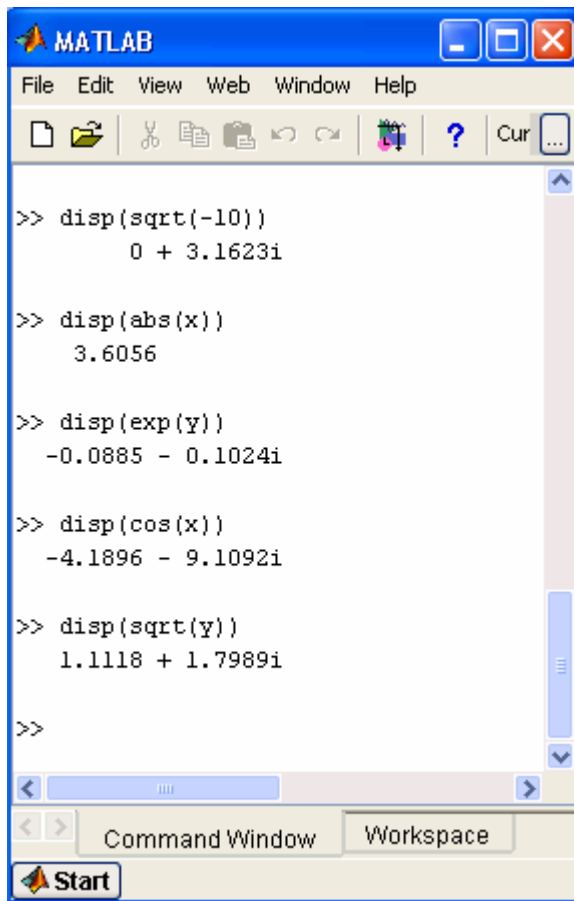 MATLAB
File Edit View Web Window Help
? Cur ...
>> disp(sqrt(-10))
0 + 3.1623i
>> disp(abs(x))
3.6056
>> disp(exp(y))
-0.0885 - 0.1024i
>> disp(cos(x))
-4.1896 - 9.1092i
>> disp(sqrt(y))
1.1118 + 1.7989i
>>
Command Window Workspace
Start